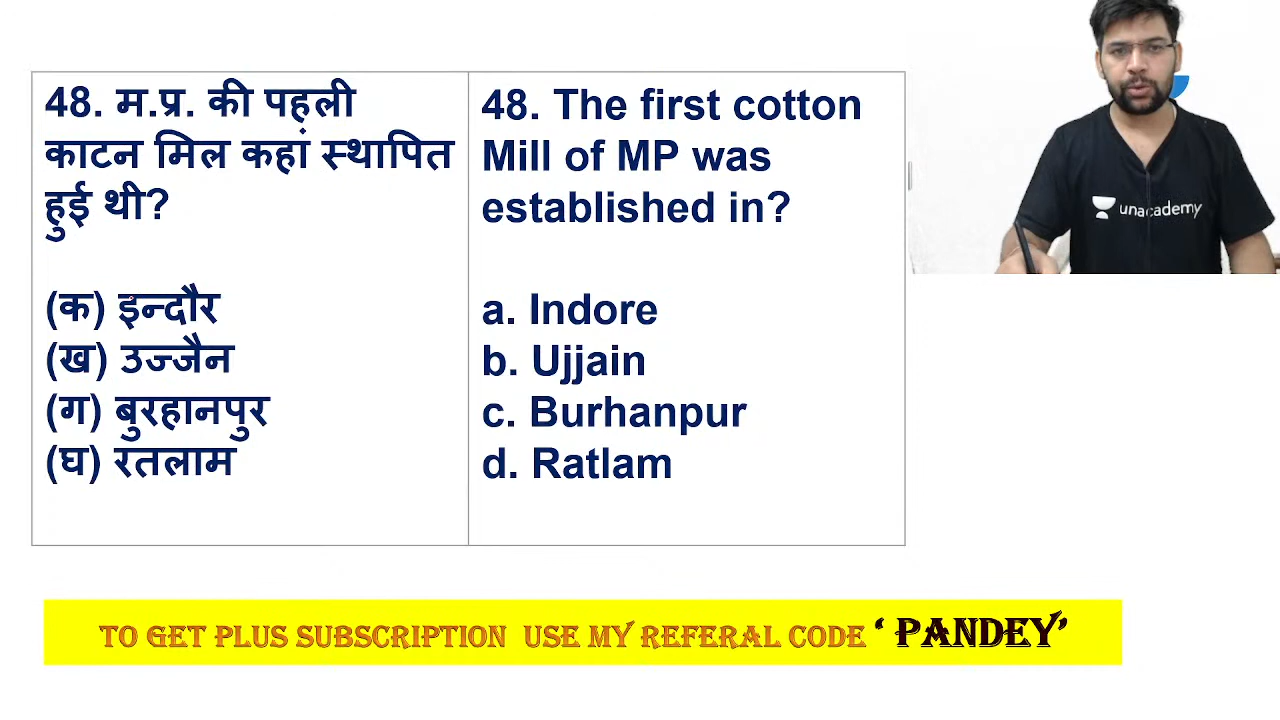 48. म.प्र. की पहली
काटन मिल कहां स्थापित
हुई थी?
(क) इन्दौर
(ख) उज्जैन
(ग) बुरहानपुर
(घ) रतलाम
48. The first cotton
Mill of MP was
established in?
a. Indore
b. Ujjain
c. Burhanpur
d. Ratlam
unacademy
TO GET PLUS SUBSCRIPTION USE MY REFERAL CODE ‘ PANDEY’